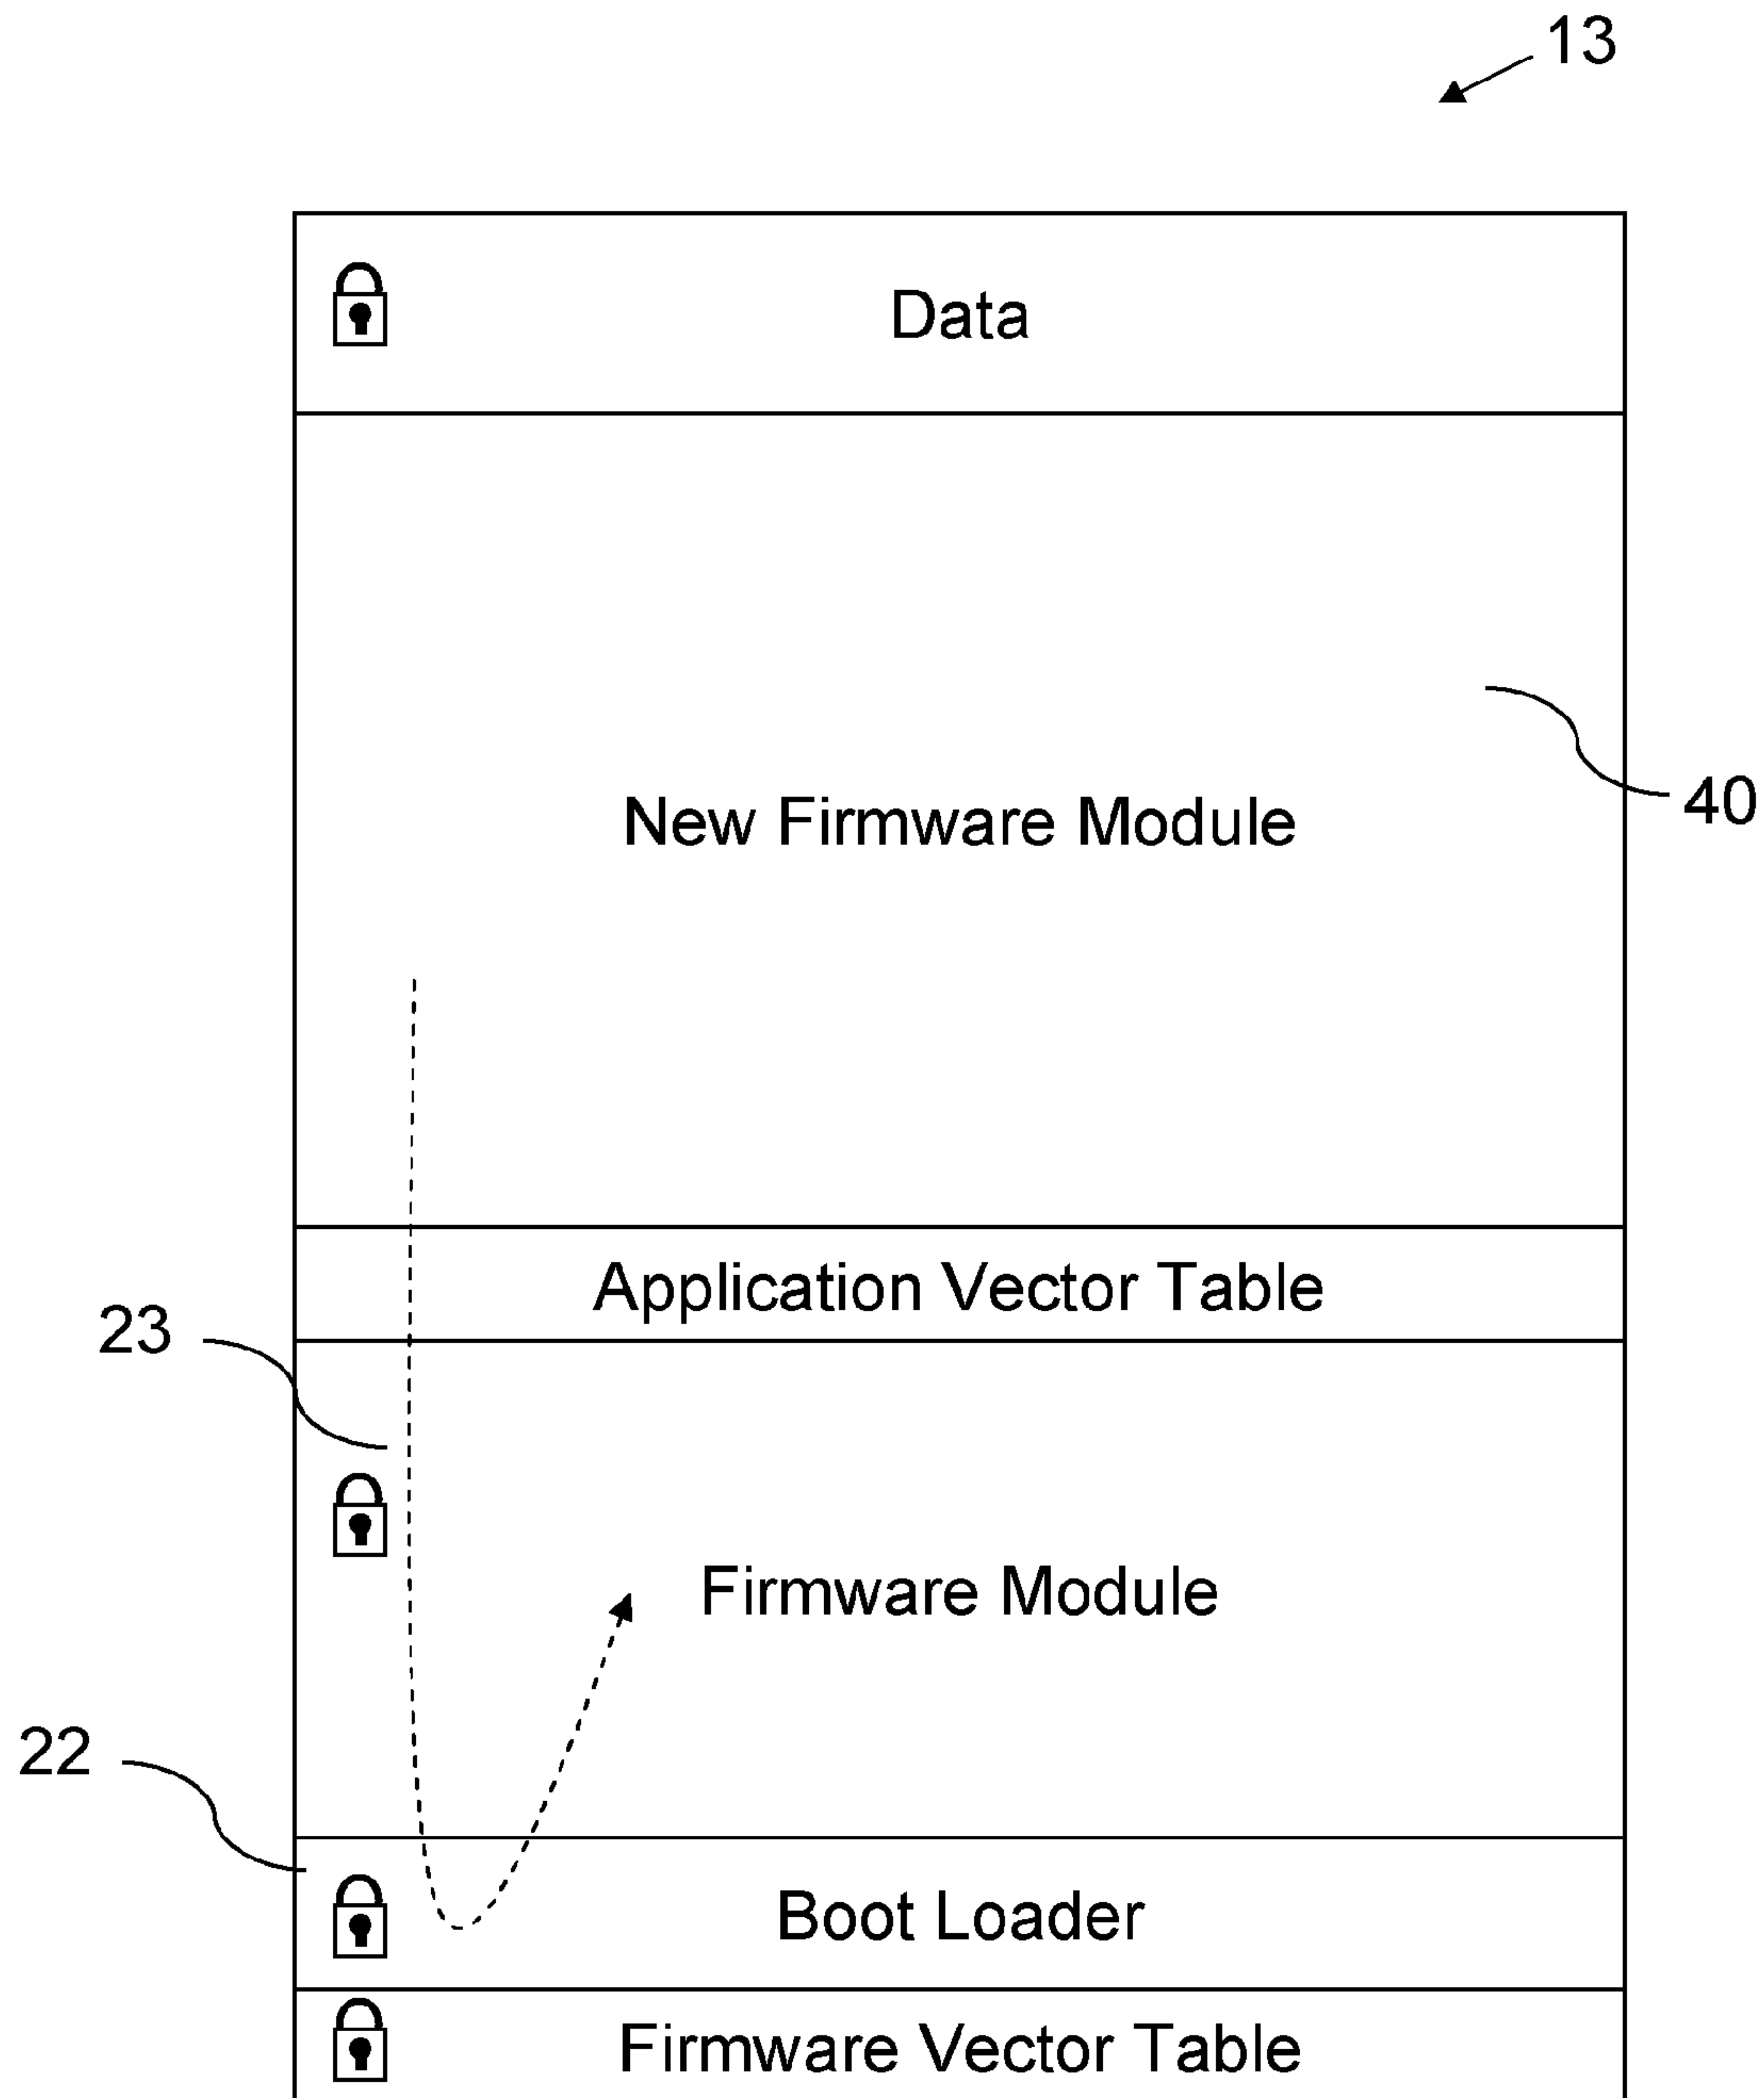 13
Data
New Firmware Module
40
Application Vector Table
23
Firmware Module
22
Boot Loader
Firmware Vector Table